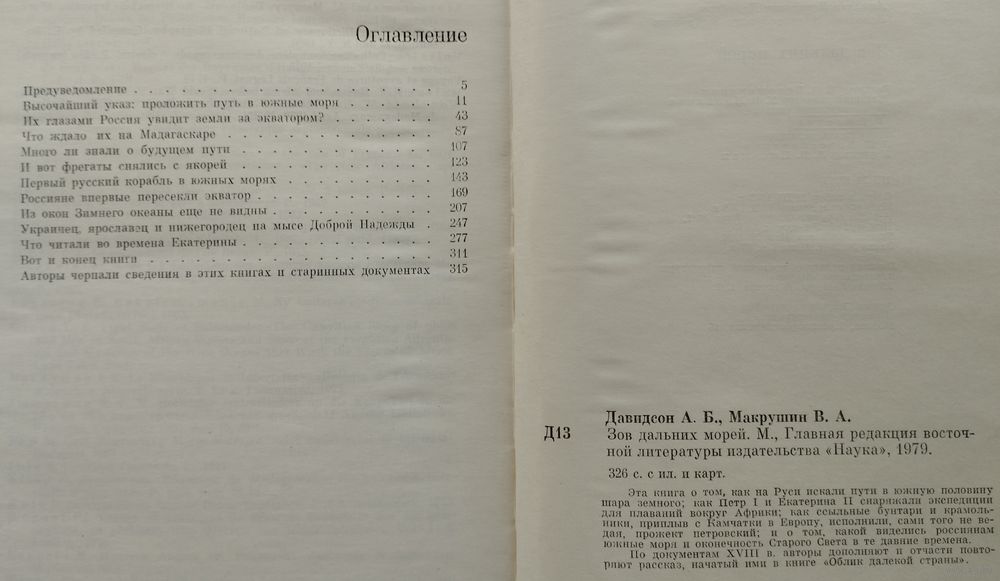 Оглавление
Предуведомление . . . . . . . . . . . . . . . . . . . 5
Высочайший указ: проложить путь в южные моря . . . . . . 11
Их глазами Россия увидит земли за экватором? . . . . . . . 43
Что ждало их на Мадагаскаре . . . . . . . . . . . . . 87
Много ли знали о будущем пути . . . . . . . . . . . . 107
И вот фрегаты снялись с якорей . . . . . . . . . . . . 123
Первый русский корабль в южных морях . . . . . . . . . 143
Россияне впервые пересекли экватор . . . . . . . . . . . 169
Из окон Зимнего океаны еще не видны . . . . . . . . . . 207
Украинец, ярославец и нижегородец на мысе Доброй Надежды . 247
Что читали во времена Екатерины . . . . . . . . . . . . 277
Вот и конец книги . . . . . . . . . . . . . . . . . . 311
Авторы черпали сведения в этих книгах и старинных документах 315
Давидсон А. Б., Макрушин В. А.
Д13 Зов дальних морей. М., Главная редакция восточ-
ной литературы издательства «Наука», 1979.
326 с. с ил. и карт.
Эта книга о том, как на Руси искали пути в южную половину
шара земного; как Петр I и Екатерина II снаряжали экспедиции
для плаваний вокруг Африки; как ссыльные бунтари и крамоль-
ники, приплыв с Камчатки в Европу, исполнили, сами того не ве-
дая, прожект петровский; и о том, какой виделись россиянам
южные моря и оконечность Старого Света в те давние времена.
По документам XVIII в. авторы дополняют и отчасти повто-
ряют рассказ, начатый ими в книге «Облик далекой страны».